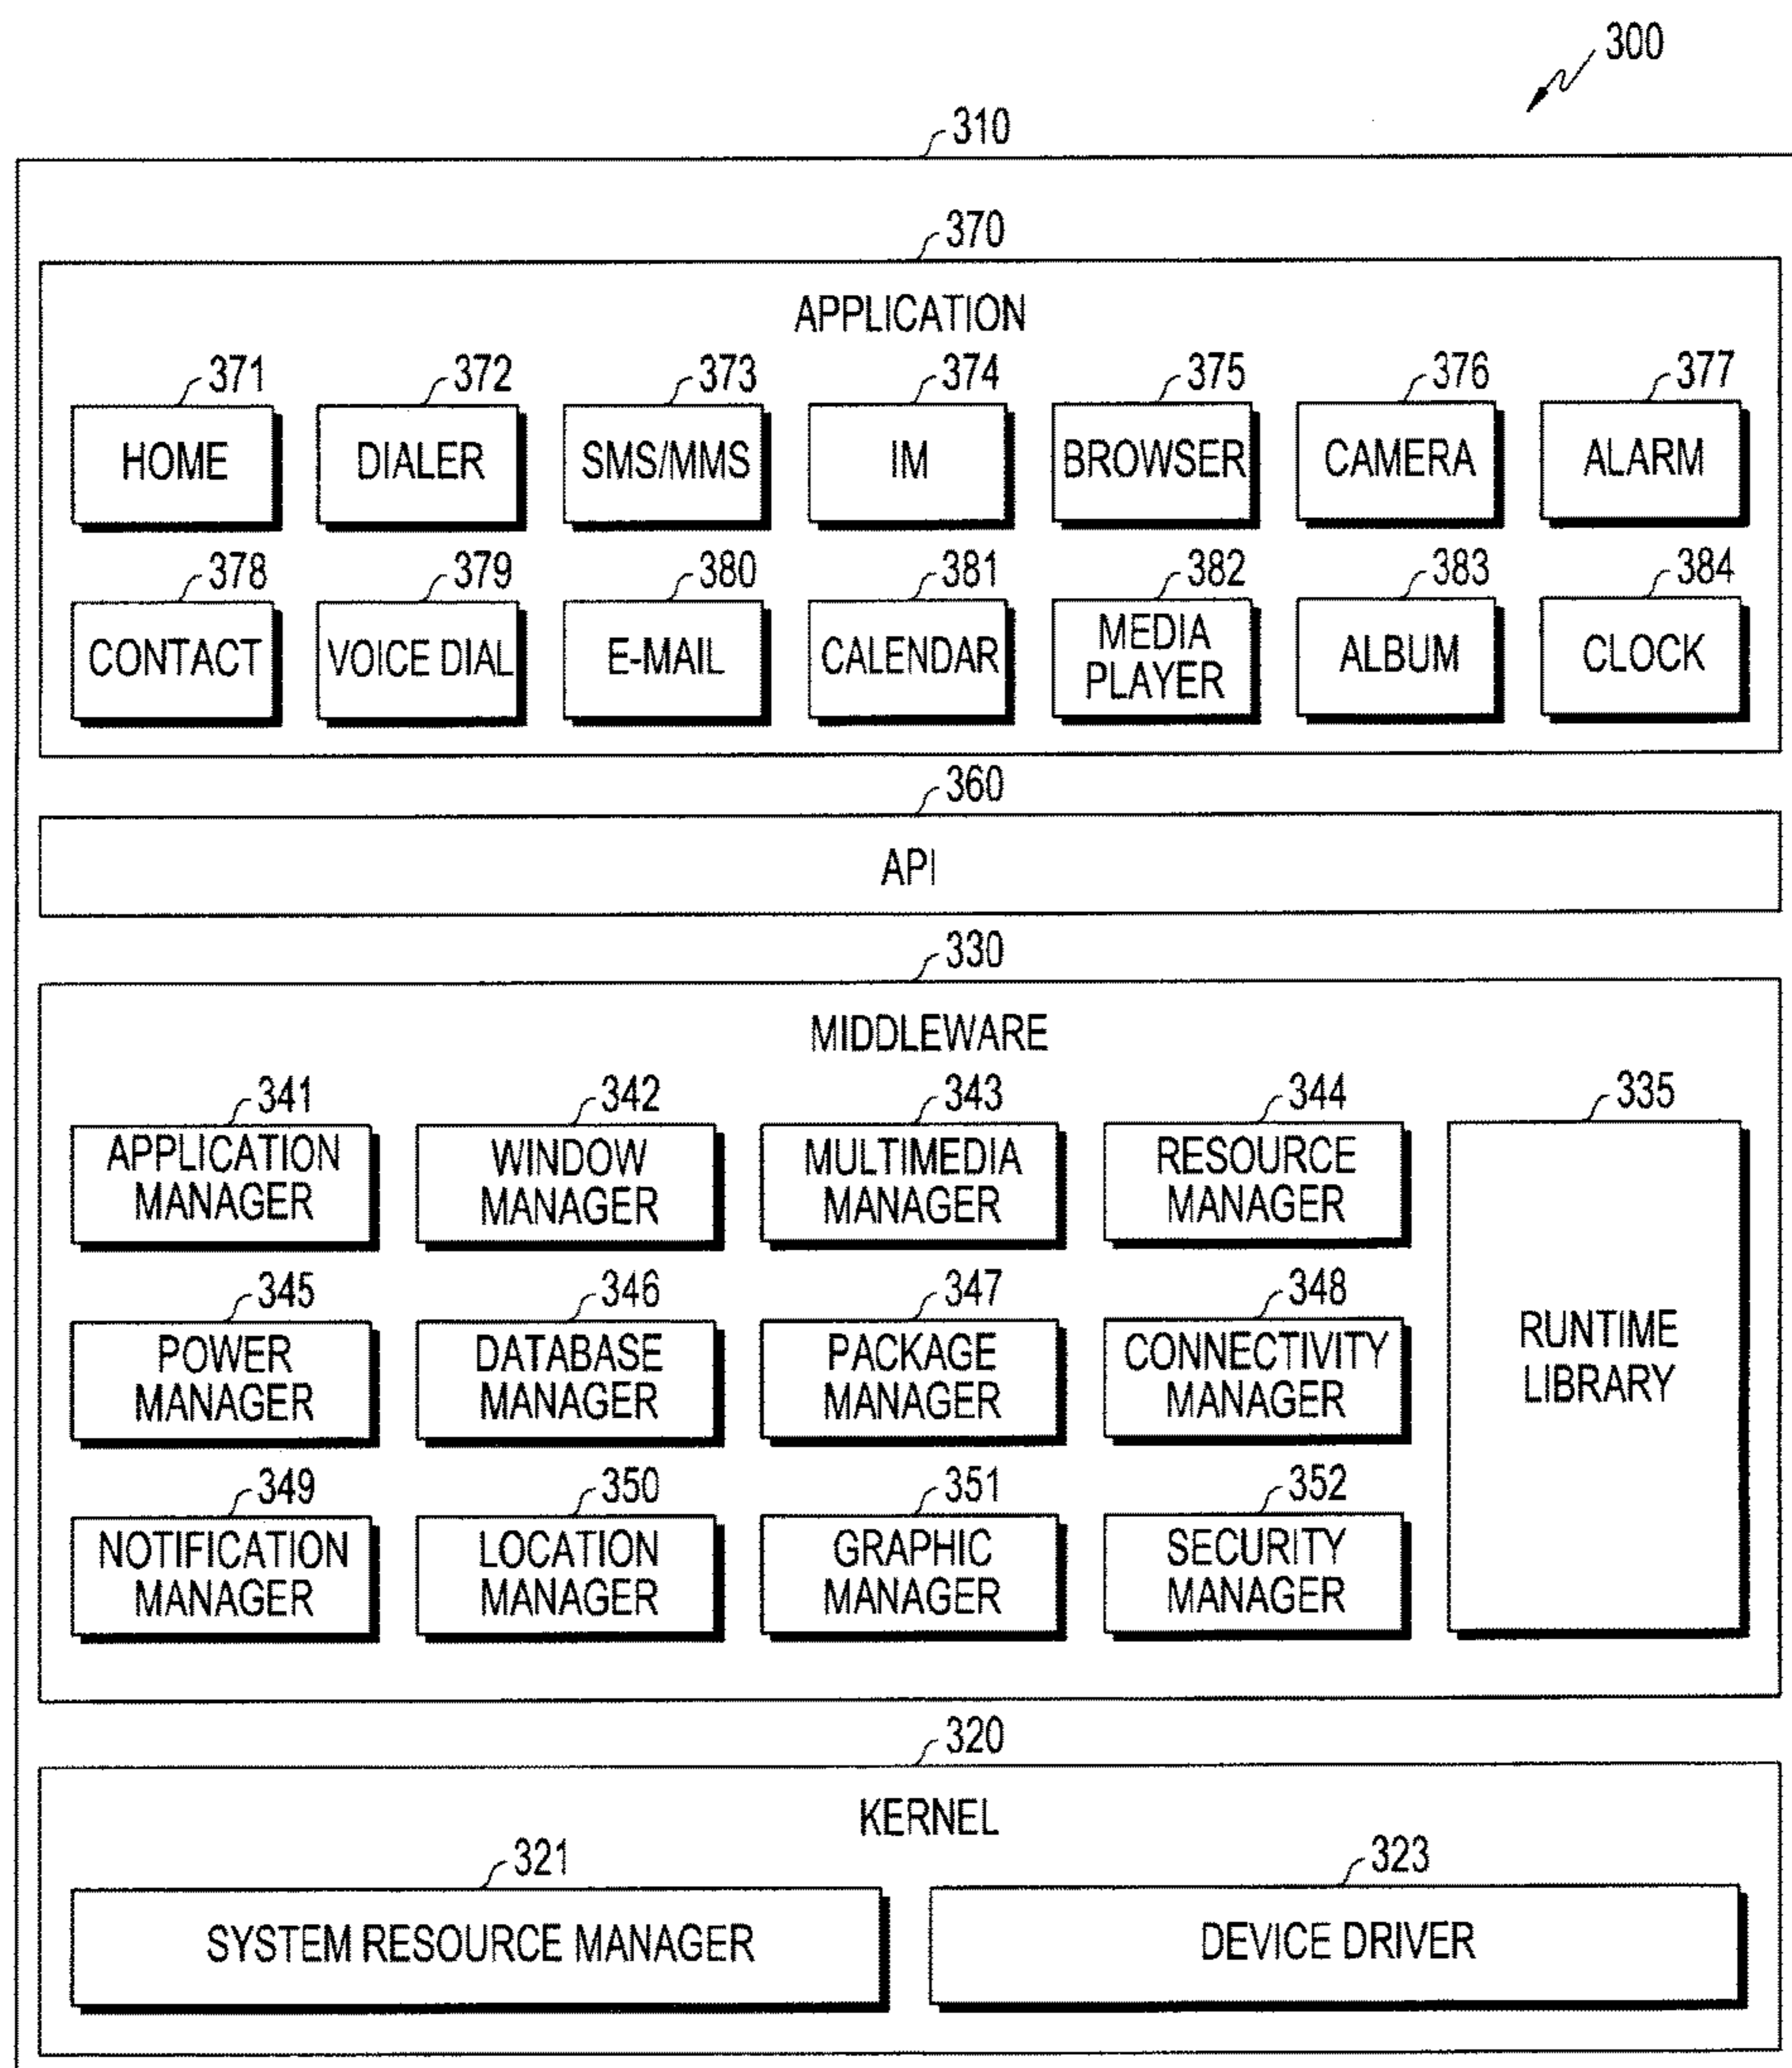 300
310
370
APPLICATION
371 372 373 374 375 376 377
HOME DIALER SMS/MMS IM BROWSER CAMERA ALARM
378 379 380 381 382 383 384
CONTACT VOICE DIAL E-MAIL CALENDAR MEDIA PLAYER ALBUM CLOCK
360
API
330
MIDDLEWARE
341 342 343 344 335
APPLICATION MANAGER WINDOW MANAGER MULTIMEDIA MANAGER RESOURCE MANAGER
345 346 347 348
POWER MANAGER DATABASE MANAGER PACKAGE MANAGER CONNECTIVITY MANAGER RUNTIME LIBRARY
349 350 351 352
NOTIFICATION MANAGER LOCATION MANAGER GRAPHIC MANAGER SECURITY MANAGER
320
KERNEL
321 323
SYSTEM RESOURCE MANAGER DEVICE DRIVER